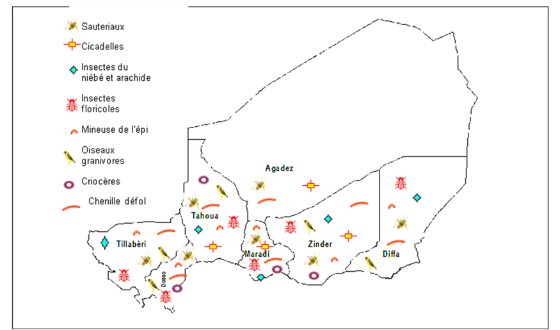 Sauteriaux
Cicadelles
Insectes du
niébé et arachide
Insectes
floricoles
Mineuse de l'épi
Oiseaux
granivores
Criocères
Chenille défol
Agadez
Tahoua
Tillabéri
Maradi
Zinder
Diffa
Dosso